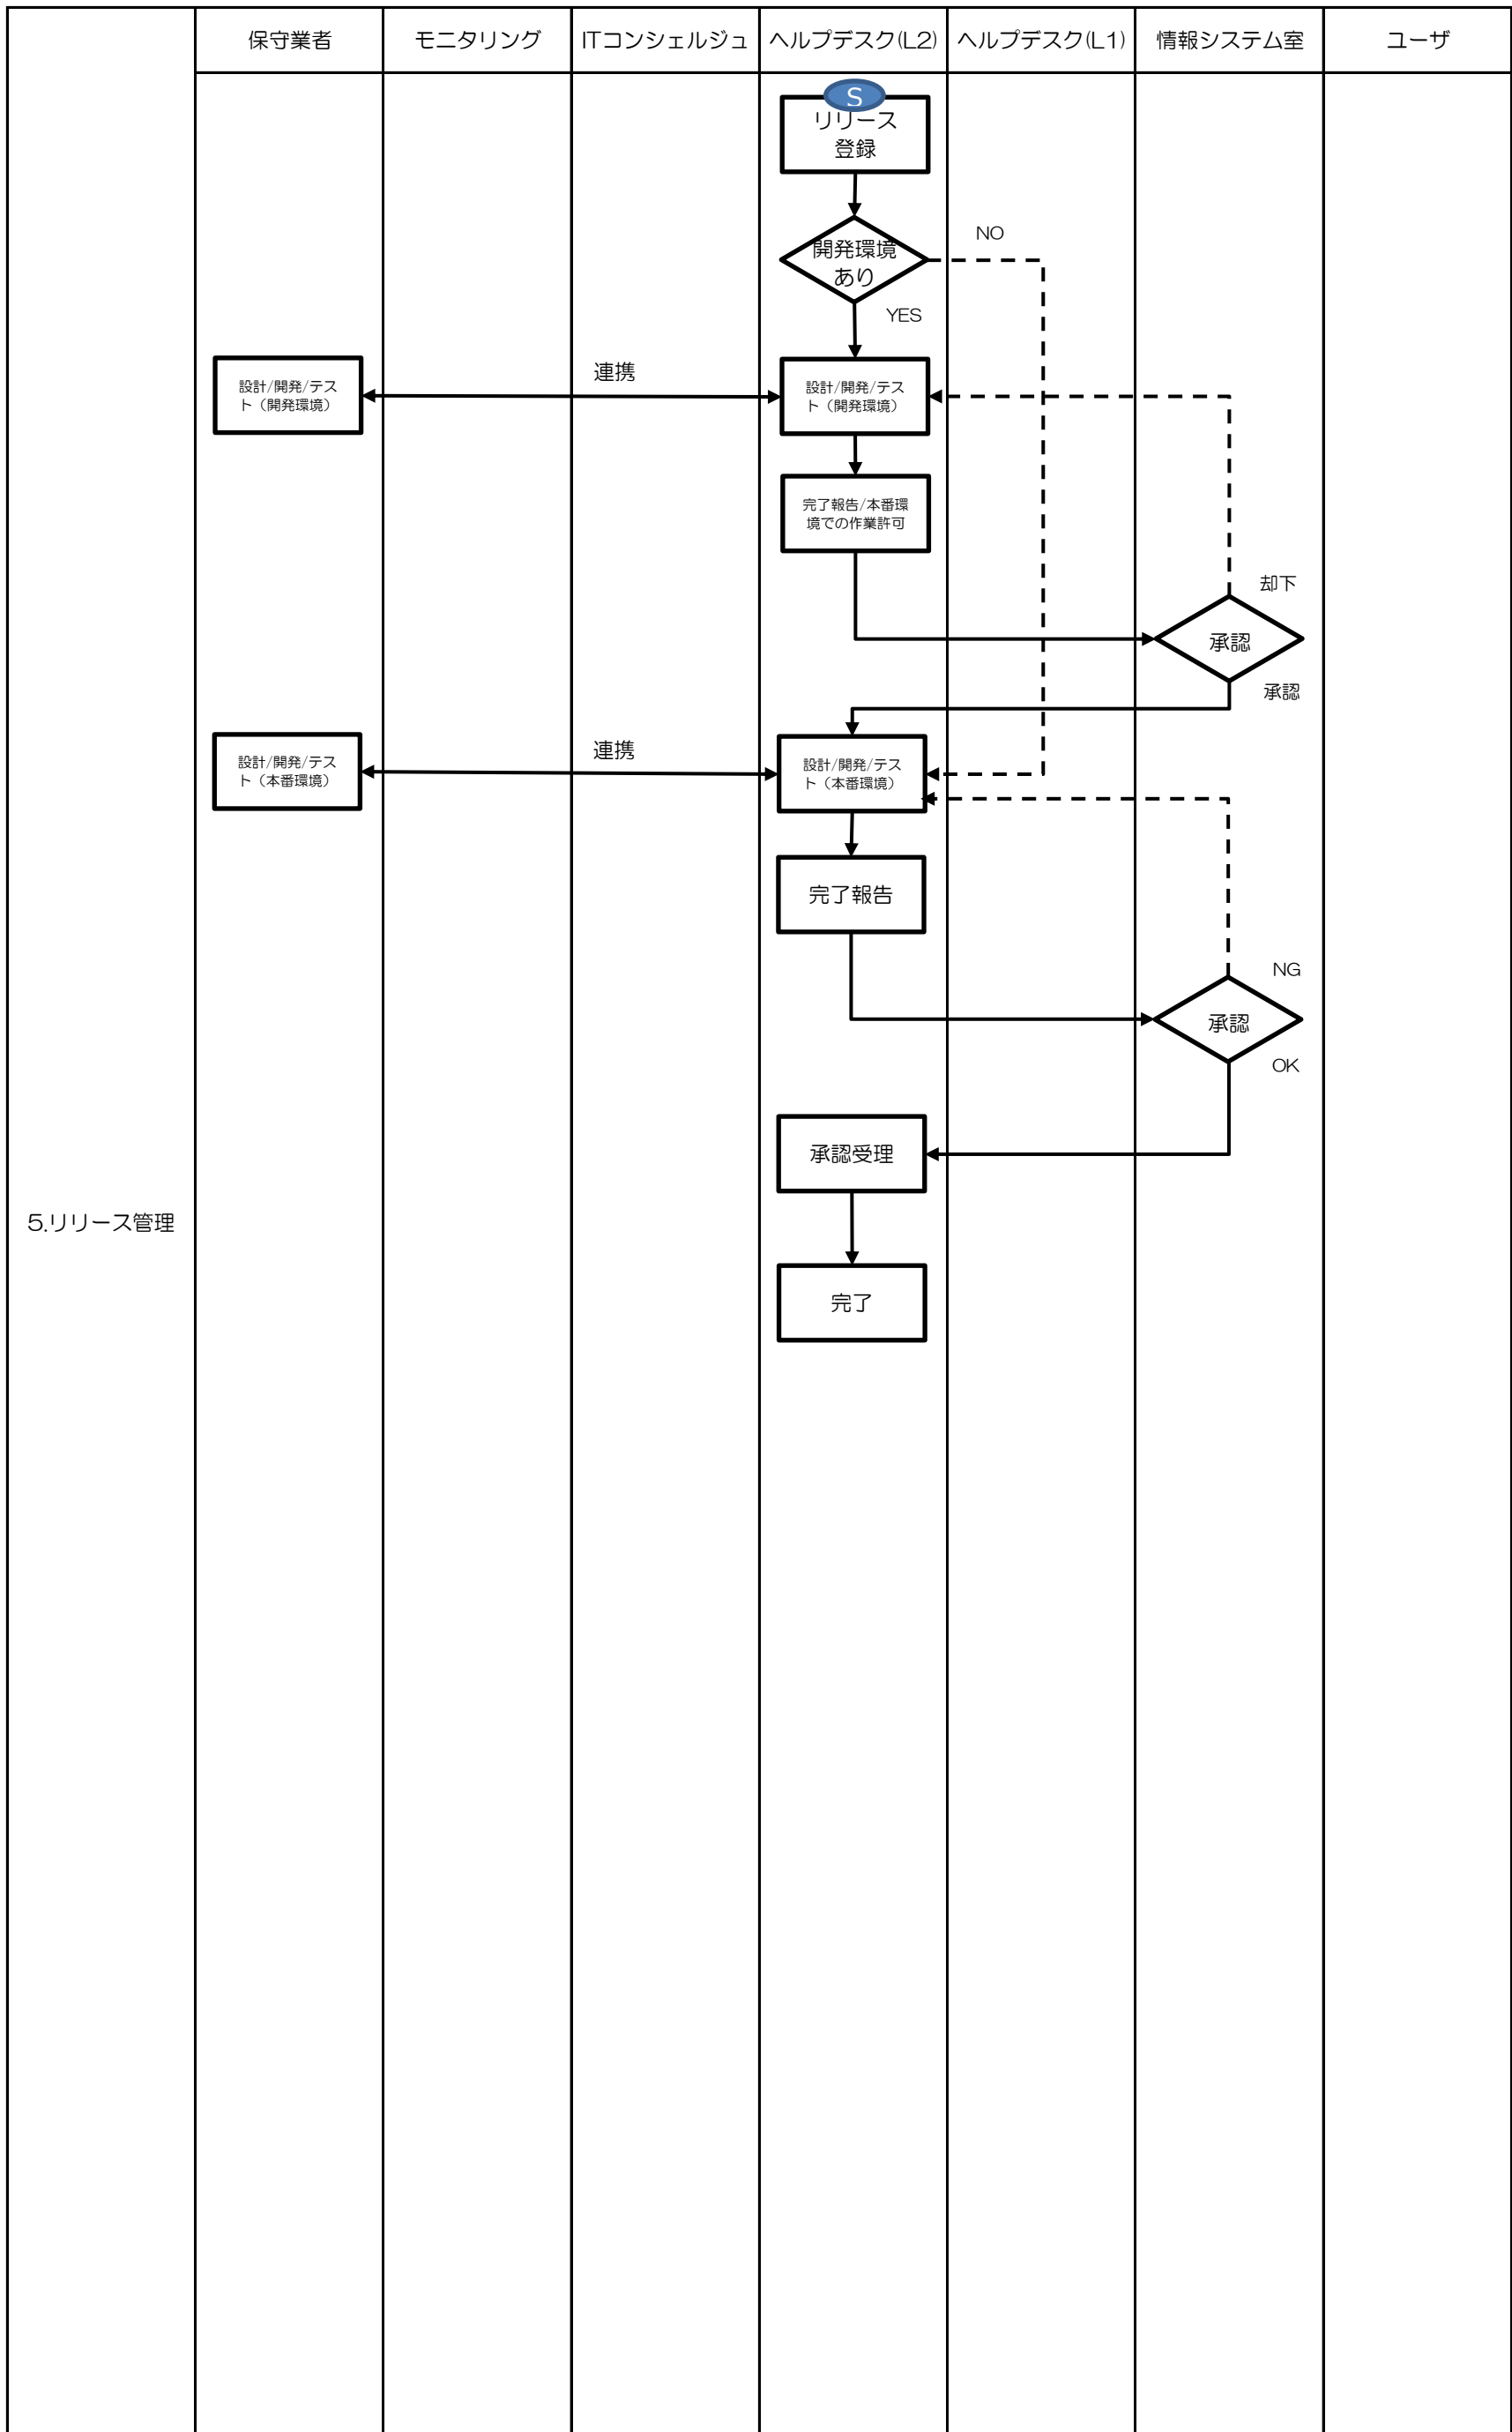 保守業者
モニタリング
ITコンシェルジュ
ヘルプデスク(L2)
ヘルプデスク(L1)
情報システム室
ユーザ
S
リリース
登録
NO
開発環境
あり
YES
連携
設計/開発/テス
ト（開発環境）
設計/開発/テス
ト（開発環境）
完了報告/本番環
境での作業許可
却下
承認
承認
連携
設計/開発/テス
ト（本番環境）
設計/開発/テス
ト（本番環境）
完了報告
NG
承認
OK
承認受理
5.リリース管理
完了